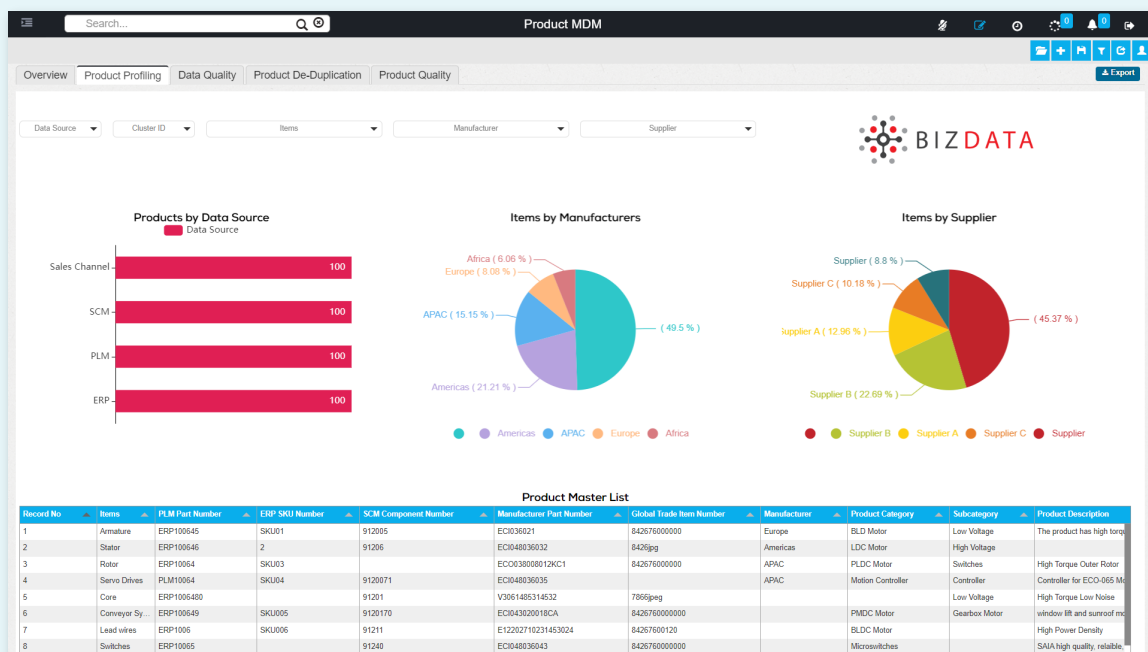 Search...
Product MDM
0
0
Overview Product Profiling Data Quality Product De-Duplication Product Quality
Export
Data Source Cluster ID Items Manufacturer Supplier
BIZDATA
Products by Data Source
Data Source
Sales Channel 100
SCM 100
PLM 100
ERP 100
Items by Manufacturers
Africa ( 6.06 % )
Europe ( 8.08 % )
APAC ( 15.15 % )
( 49.5 % )
Americas ( 21.21 % )
Americas APAC Europe Africa
Items by Supplier
Supplier ( 8.8 % )
Supplier C ( 10.18 % )
( 45.37 % )
upplier A ( 12.96 % )
Supplier B ( 22.69 % )
Supplier B Supplier A Supplier C Supplier
Product Master List
Record No Items PLM Part Number ERP SKU Number SCM Component Number Manufacturer Part Number Global Trade Item Number Manufacturer Product Category Subcategory Product Description
1 Armature ERP100645 SKU01 912005 ECI036021 842676000000 Europe BLD Motor Low Voltage The product has high torqu
2 Stator ERP100646 2 91206 ECI048036032 8426jpg Americas LDC Motor High Voltage
3 Rotor ERP10064 SKU03 ECO038008012KC1 842676000000 APAC PLDC Motor Switches High Torque Outer Rotor
4 Servo Drives PLM10064 SKU04 9120071 ECI048036035 APAC Motion Controller Controller Controller for ECO-065 Mo
5 Core ERP1006480 91201 V3061485314532 7866jpeg Low Voltage High Torque Low Noise
6 Conveyor Sy... ERP100649 SKU005 9120170 ECI043020018CA 8426760000000 PMDC Motor Gearbox Motor window lift and sunroof mo
7 Lead wires ERP1006 SKU006 91211 E12202710231453024 84267600120 BLDC Motor High Power Density
8 Switches ERP10065 91240 ECI048036043 8426760000000 Microswitches SAIA high quality, relaible,